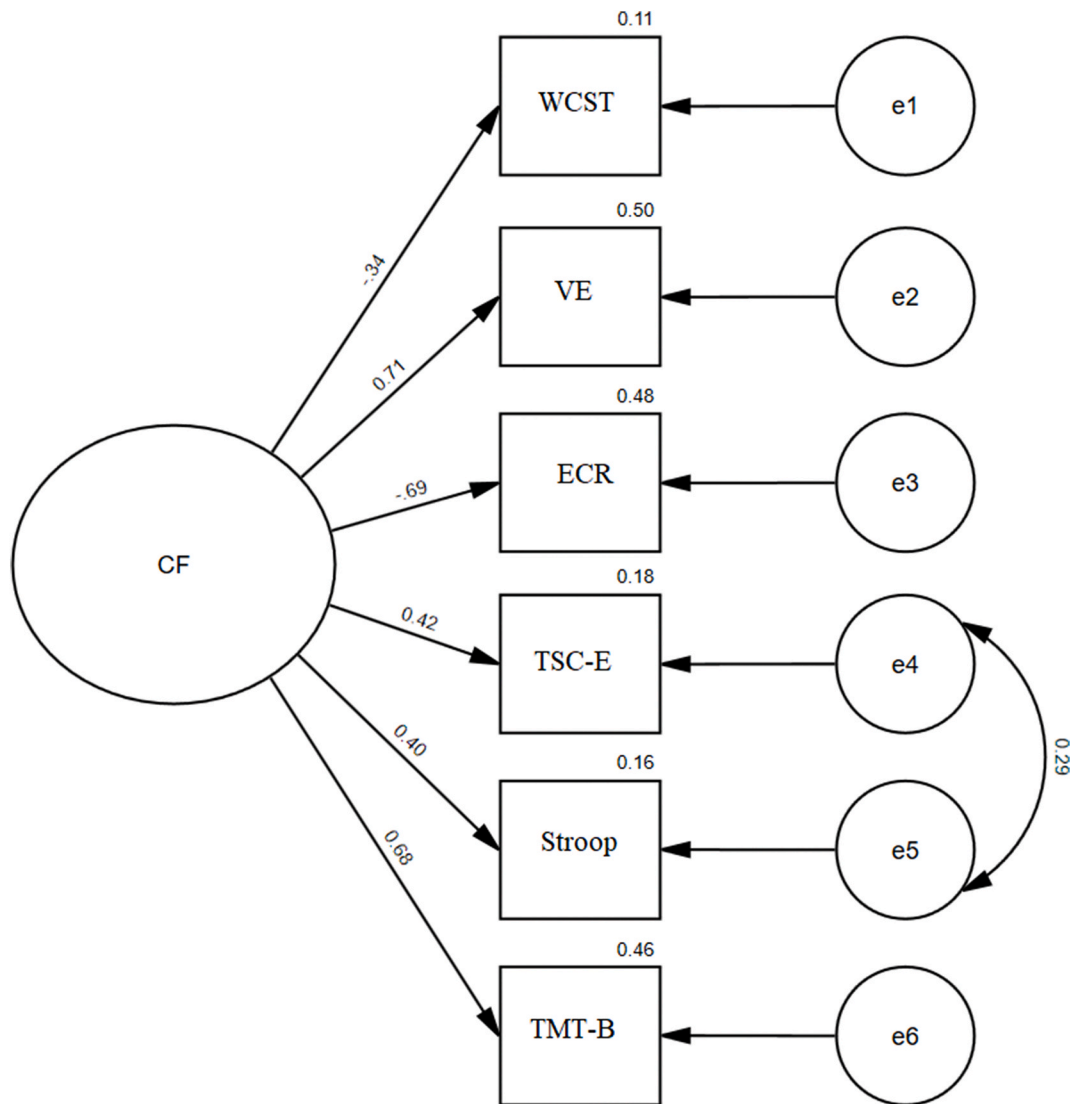 0.11
WCST
e1
-.34
0.50
VE
e2
0.71
0.48
ECR
e3
-.69
CF
0.18
TSC-E
e4
0.42
0.29
0.40
0.16
Stroop
e5
0.68
0.46
TMT-B
e6